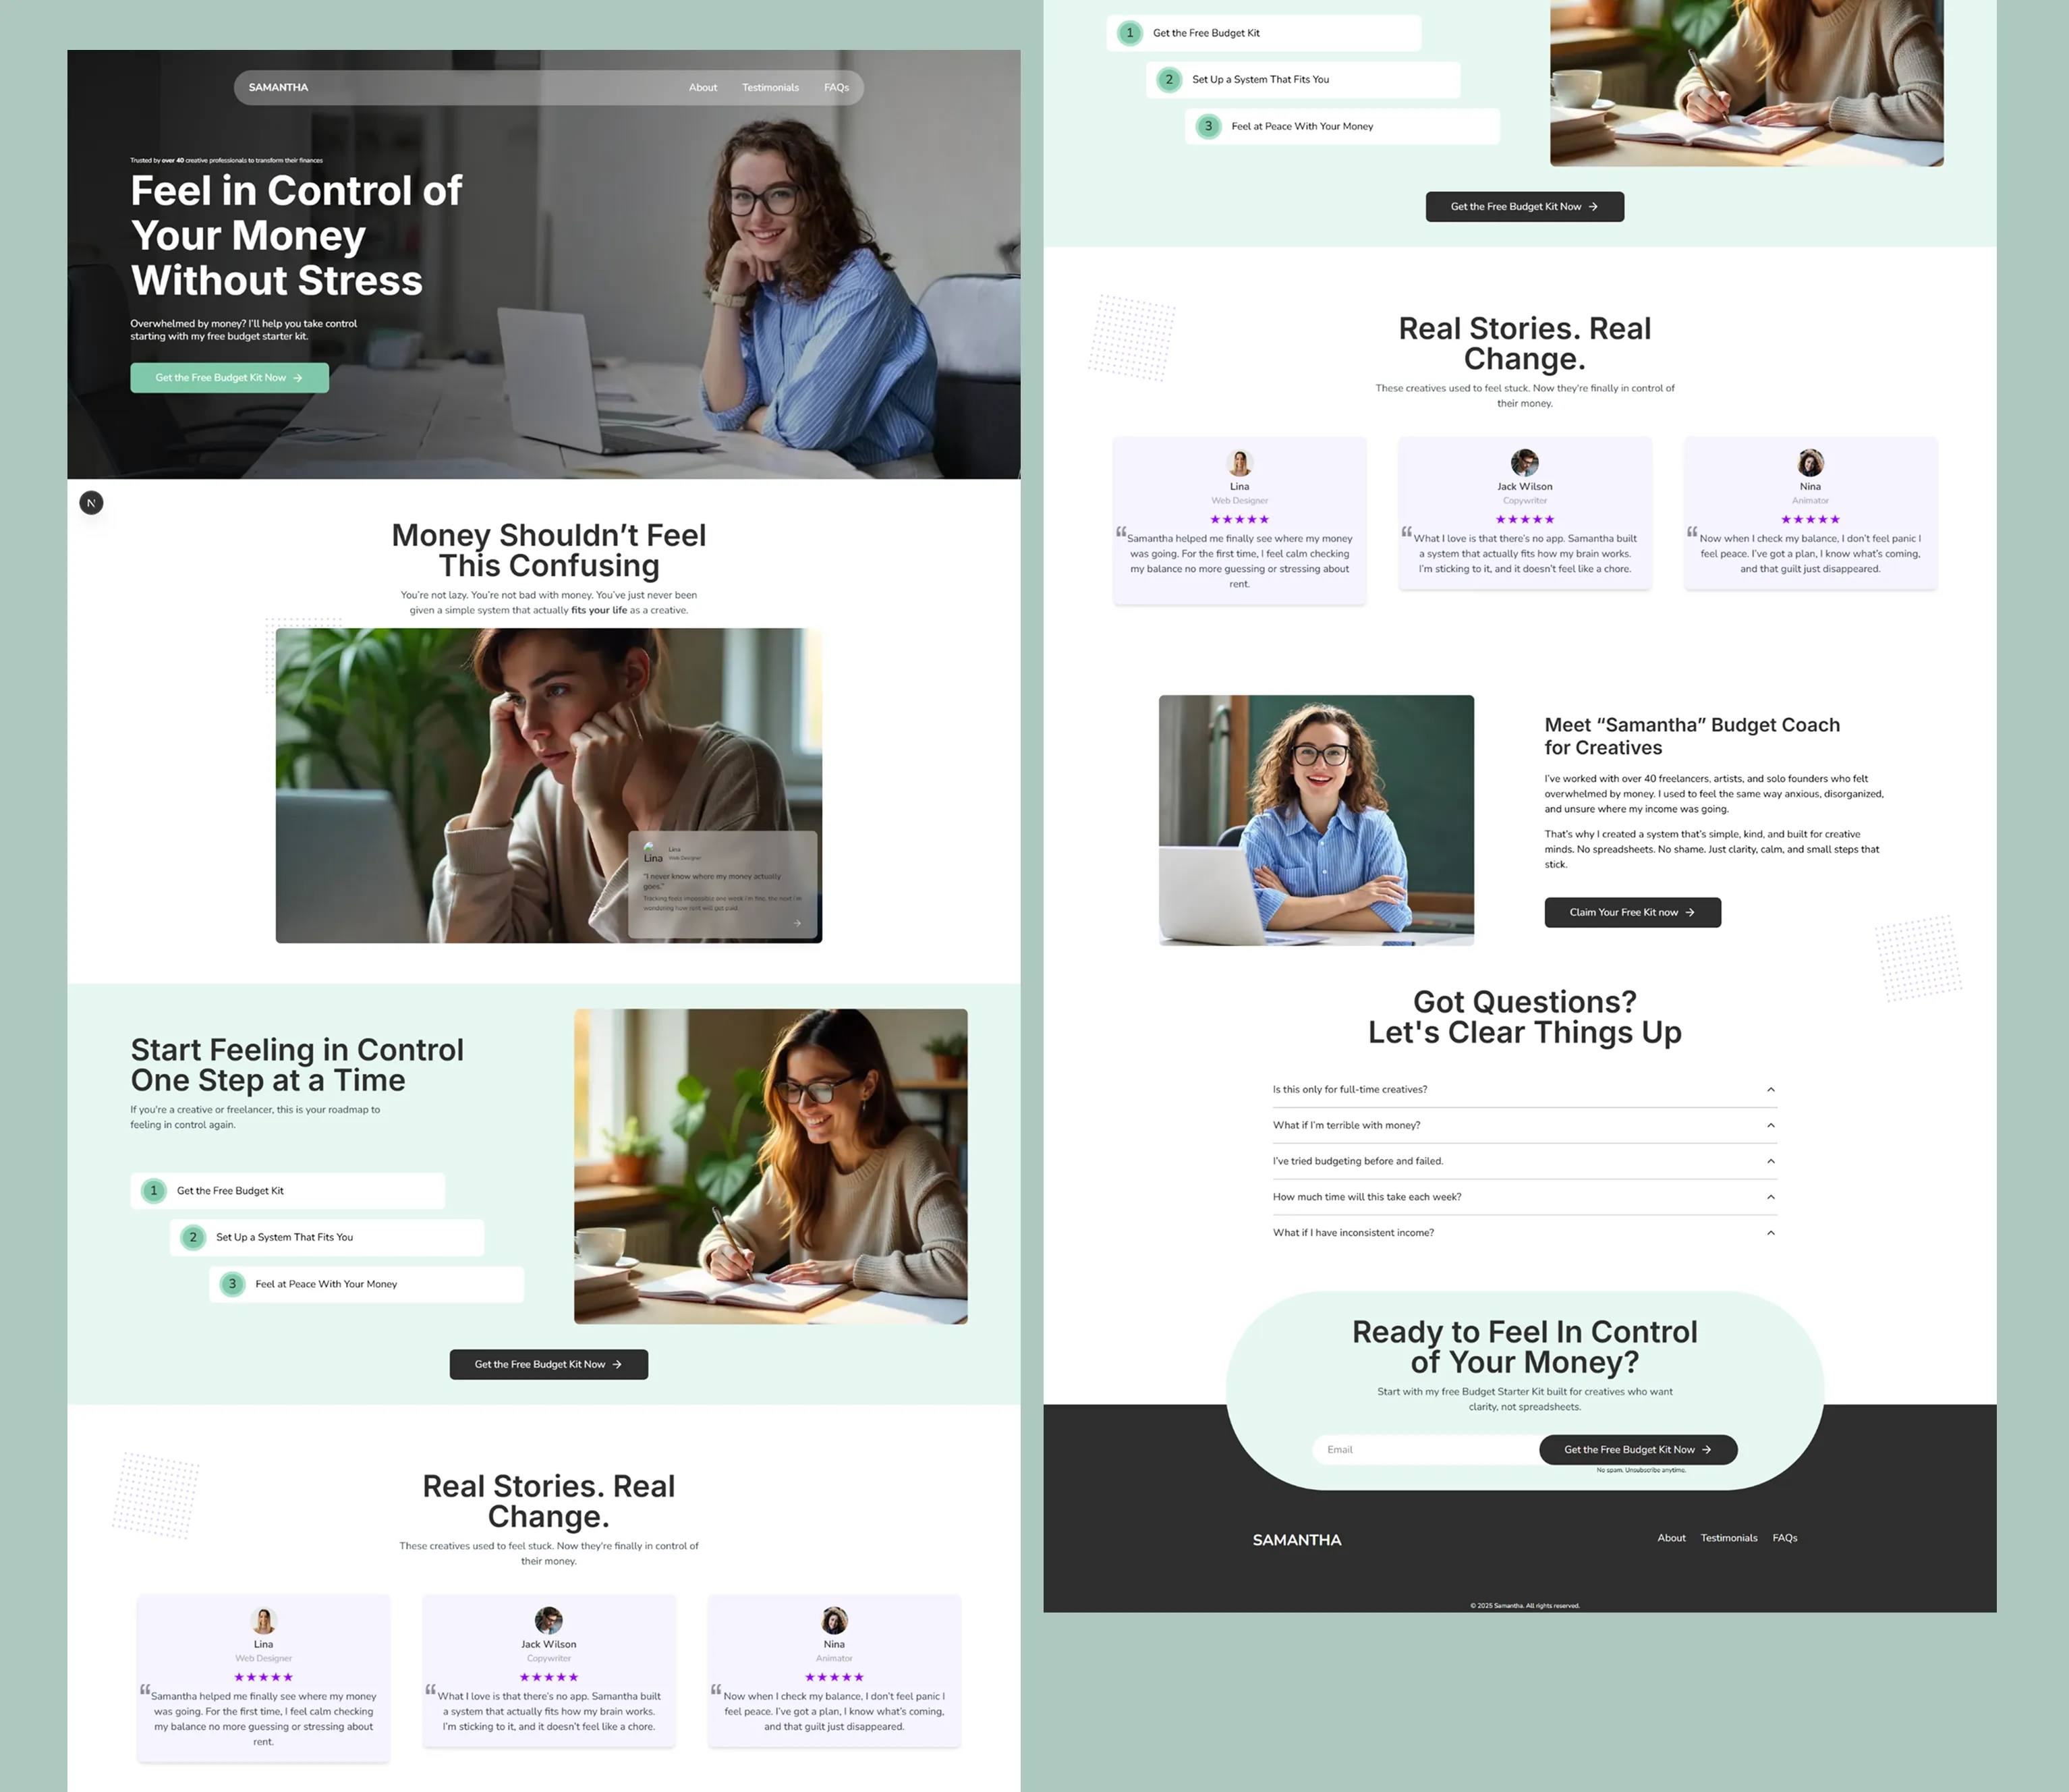 SAMANTHA
About Testimonials FAQs
Trusted by over 40 creative professionals to transform their finances
Feel in Control of
Your Money
Without Stress
Overwhelmed by money? I'll help you take control
starting with my free budget starter kit.
Get the Free Budget Kit Now →
N
Money Shouldn't Feel
This Confusing
You're not lazy. You're not bad with money. You've just never been
given a simple system that actually fits your life as a creative.
Lina
Lina
Web Designer
"I never know where my money actually
goes."
Tracking feels impossible one week I'm fine, the next I'm
wondering how rent will get paid.
→
Start Feeling in Control
One Step at a Time
If you're a creative or freelancer, this is your roadmap to
feeling in control again.
1 Get the Free Budget Kit
2 Set Up a System That Fits You
3 Feel at Peace With Your Money
Get the Free Budget Kit Now →
Real Stories. Real
Change.
These creatives used to feel stuck. Now they're finally in control of
their money.
Lina
Web Designer
★★★★★
“Samantha helped me finally see where my money
was going. For the first time, I feel calm checking
my balance no more guessing or stressing about
rent.
Jack Wilson
Copywriter
★★★★★
“What I love is that there's no app. Samantha built
a system that actually fits how my brain works.
I'm sticking to it, and it doesn't feel like a chore.
Nina
Animator
★★★★★
“Now when I check my balance, I don't feel panic I
feel peace. I've got a plan, I know what's coming,
and that guilt just disappeared.
1 Get the Free Budget Kit
2 Set Up a System That Fits You
3 Feel at Peace With Your Money
Get the Free Budget Kit Now →
Real Stories. Real
Change.
These creatives used to feel stuck. Now they're finally in control of
their money.
Lina
Web Designer
★★★★★
“Samantha helped me finally see where my money
was going. For the first time, I feel calm checking
my balance no more guessing or stressing about
rent.
Jack Wilson
Copywriter
★★★★★
“What I love is that there's no app. Samantha built
a system that actually fits how my brain works.
I'm sticking to it, and it doesn't feel like a chore.
Nina
Animator
★★★★★
“Now when I check my balance, I don't feel panic I
feel peace. I've got a plan, I know what's coming,
and that guilt just disappeared.
Meet “Samantha” Budget Coach
for Creatives
I've worked with over 40 freelancers, artists, and solo founders who felt
overwhelmed by money. I used to feel the same way anxious, disorganized,
and unsure where my income was going.
That's why I created a system that's simple, kind, and built for creative
minds. No spreadsheets. No shame. Just clarity, calm, and small steps that
stick.
Claim Your Free Kit now →
Got Questions?
Let's Clear Things Up
Is this only for full-time creatives?
What if I'm terrible with money?
I've tried budgeting before and failed.
How much time will this take each week?
What if I have inconsistent income?
Ready to Feel In Control
of Your Money?
Start with my free Budget Starter Kit built for creatives who want
clarity, not spreadsheets.
Email
Get the Free Budget Kit Now →
No spam. Unsubscribe anytime.
SAMANTHA
About Testimonials FAQs
© 2025 Samantha. All rights reserved.